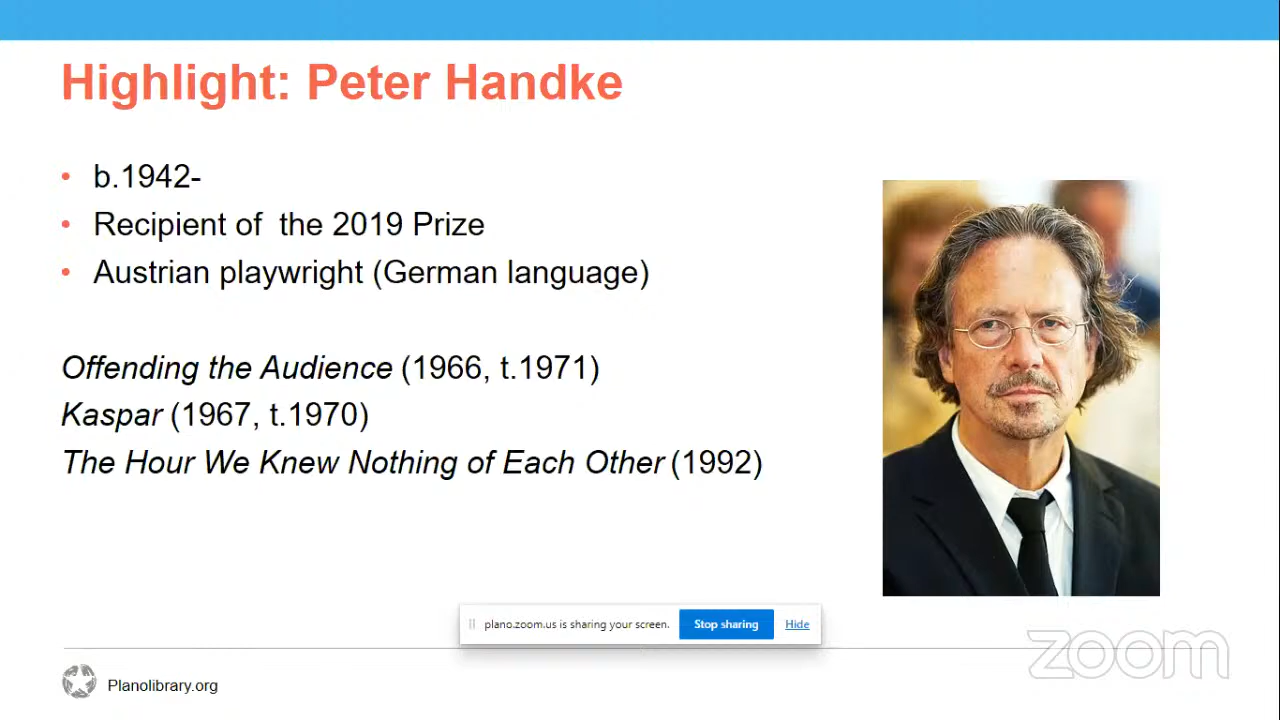 Highlight: Peter Handke
• b.1942-
• Recipient of  the 2019 Prize
• Austrian playwright (German language)
Offending the Audience (1966, t.1971)
Kaspar (1967, t.1970)
The Hour We Knew Nothing of Each Other (1992)
plano.zoom.us is sharing your screen. Stop sharing Hide
zoom
Planolibrary.org